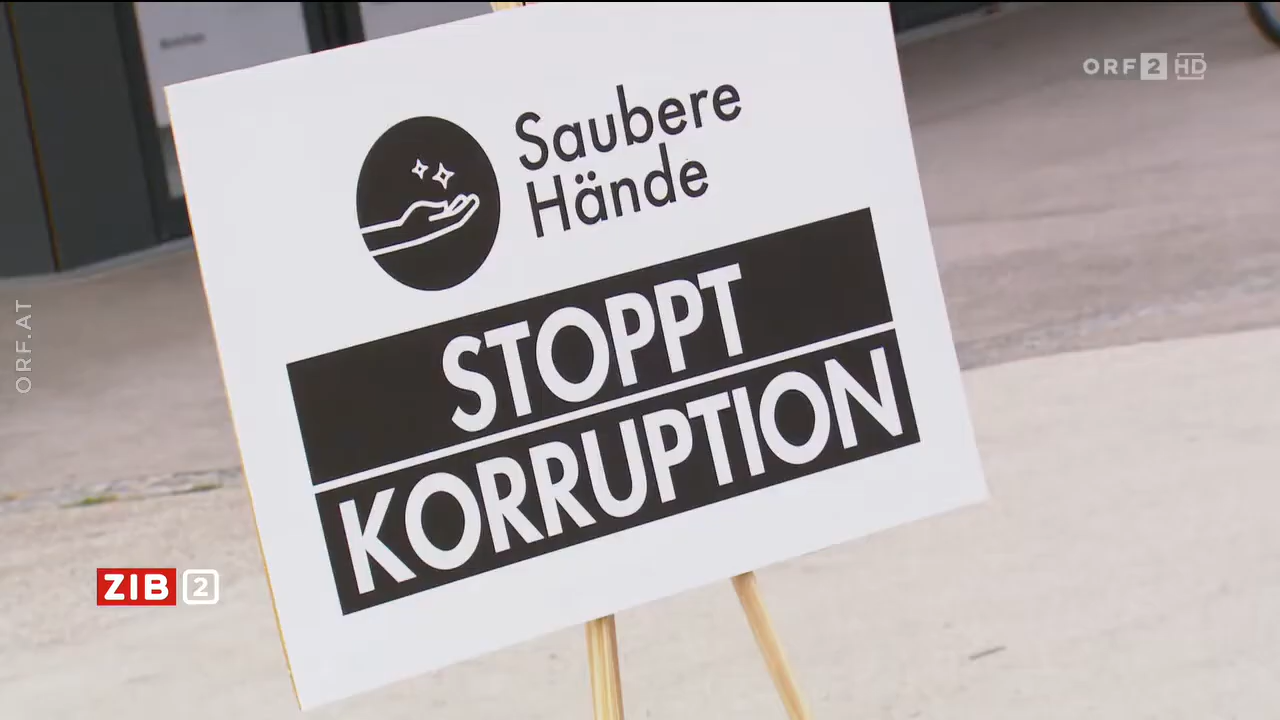 ORF 2 HD
Saubere
Hände
STOPPT
KORRUPTION
ORF.AT
ZIB 2